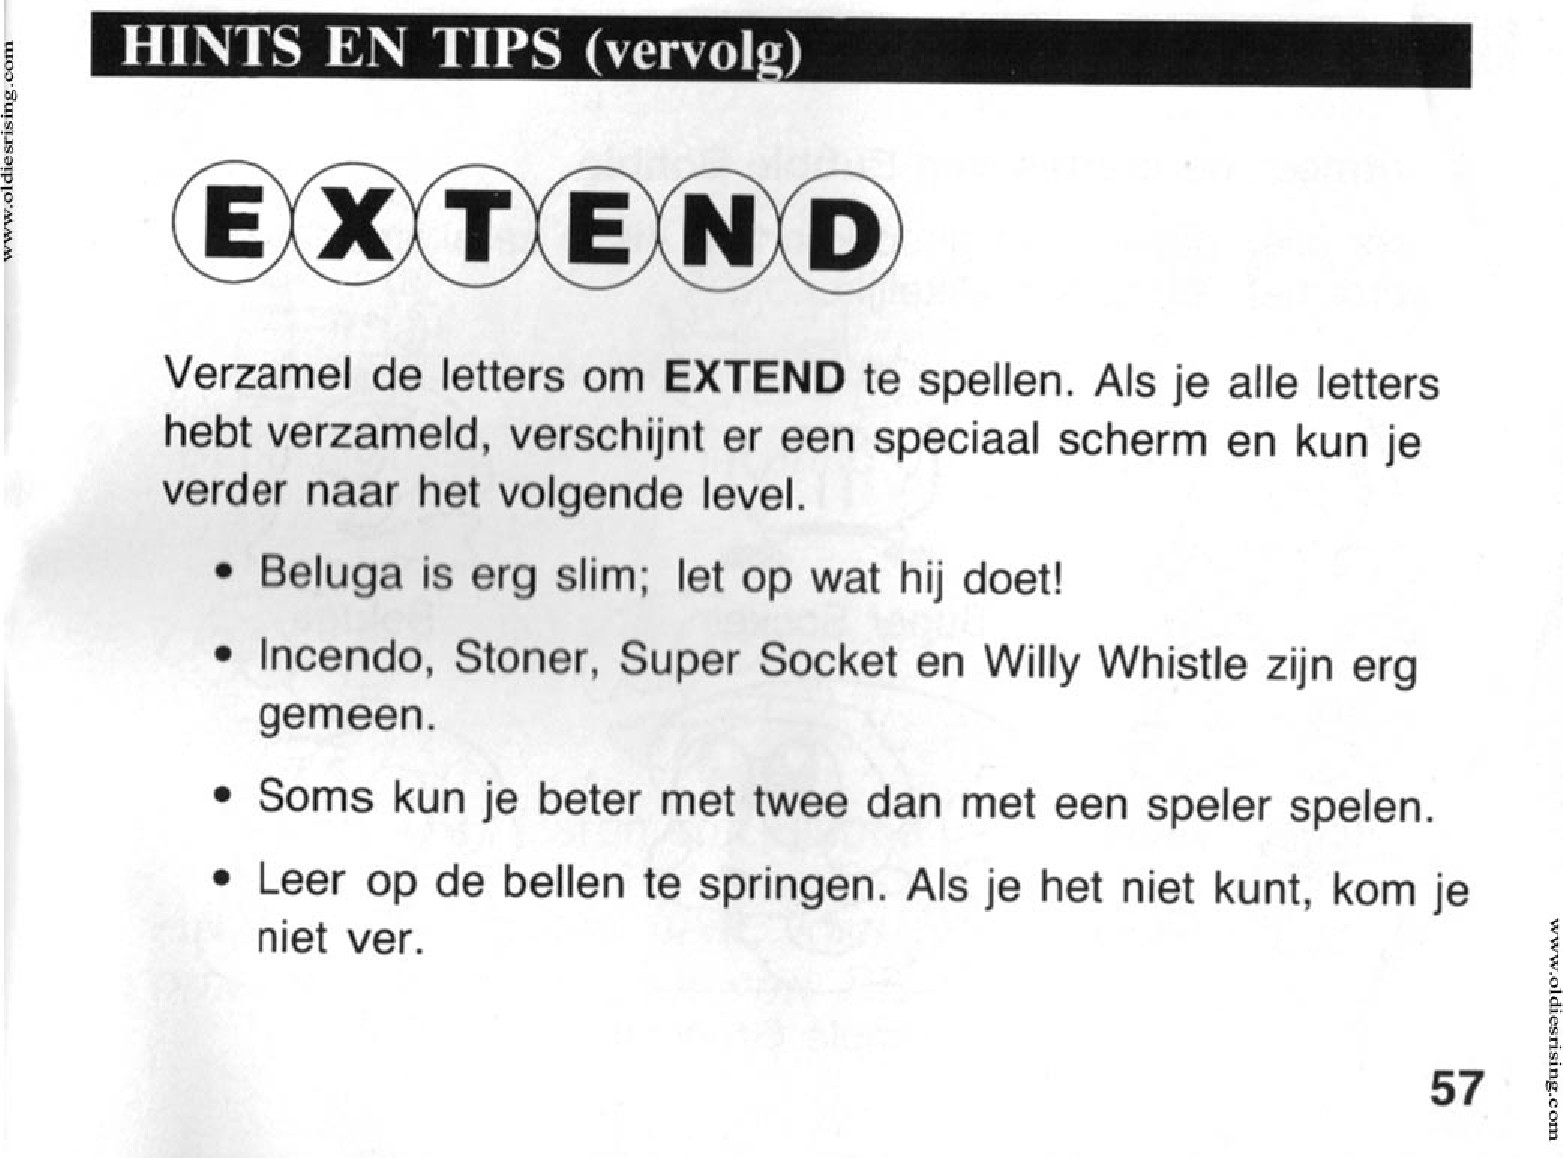 HINTS EN TIPS (vervolg)
EXTEND
Verzamel de letters om EXTEND te spellen. Als je alle letters
hebt verzameld, verschijnt er een speciaal scherm en kun je
verder naar het volgende level.
• Beluga is erg slim; let op wat hij doet!
• Incendo, Stoner, Super Socket en Willy Whistle zijn erg
gemeen.
• Soms kun je beter met twee dan met een speler spelen.
• Leer op de bellen te springen. Als je het niet kunt, kom je
niet ver.
57
www.oldiesrising.com
www.oldiesrising.com